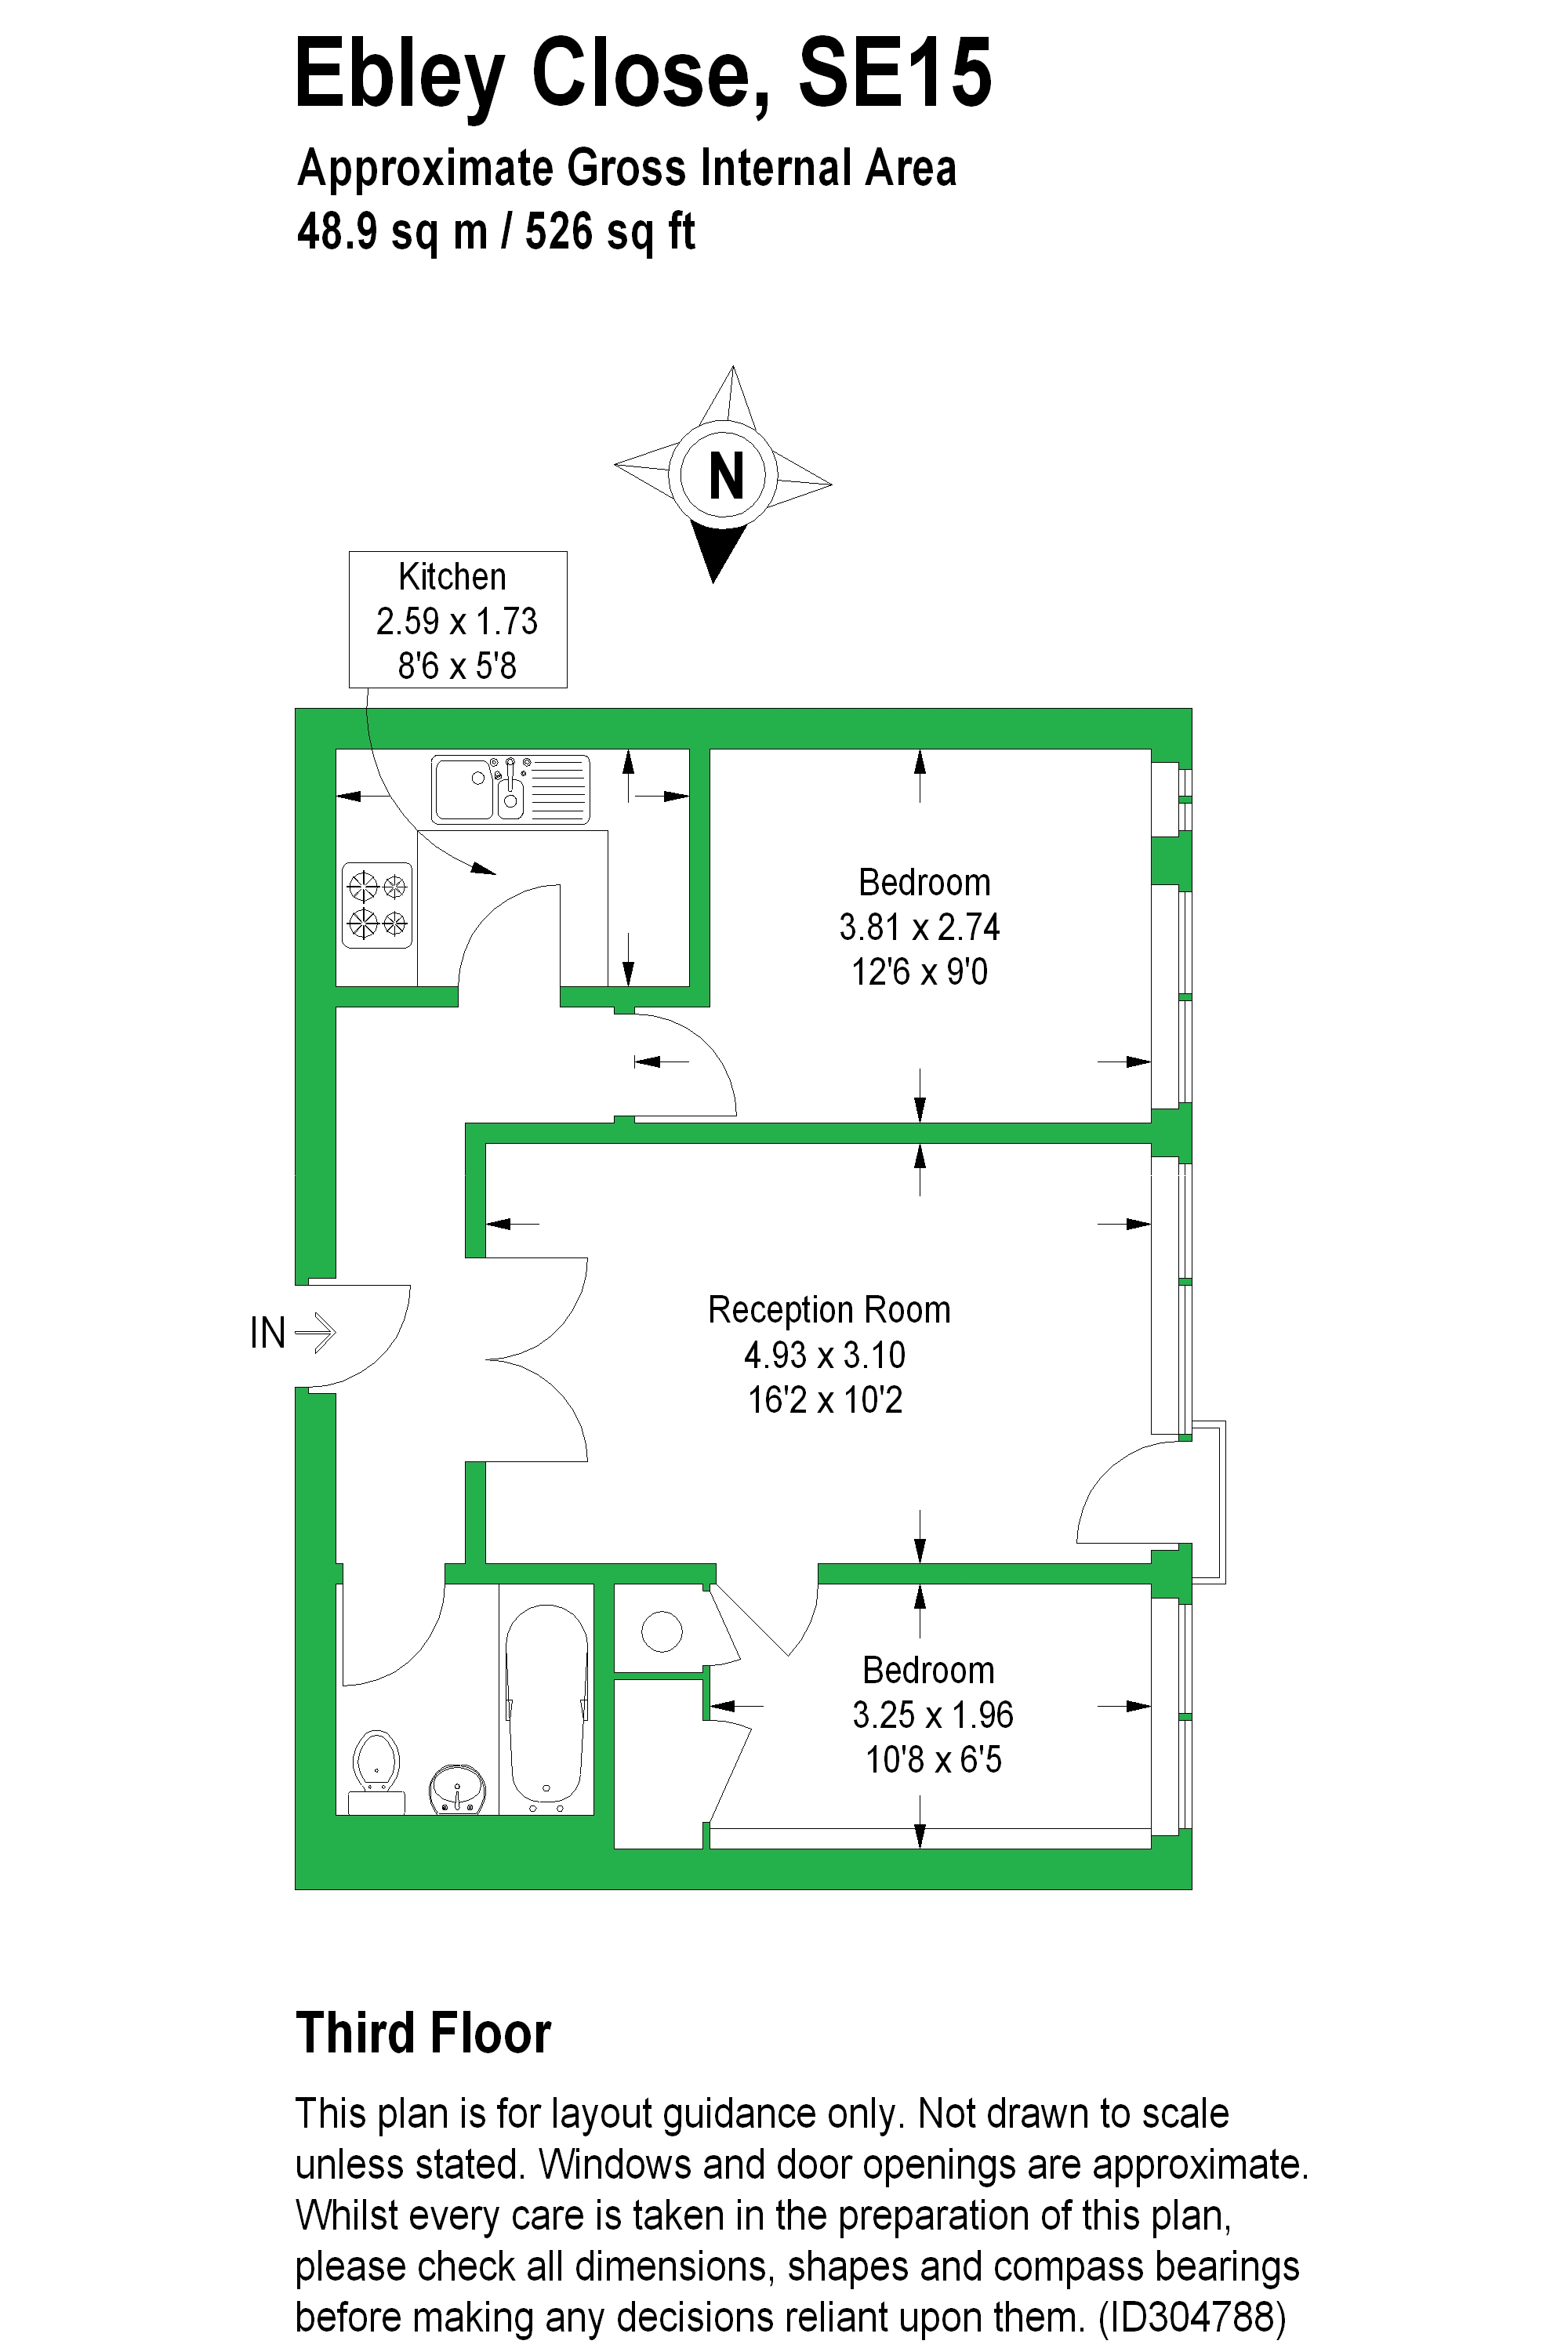 Ebley Close, SE15
Approximate Gross Internal Area
48.9 sq m / 526 sq ft
N
Kitchen
2.59 x 1.73
8'6 x 5'8
Bedroom
3.81 x 2.74
12'6 x 9'0
IN
Reception Room
4.93 x 3.10
16'2 x 10'2
Bedroom
3.25 x 1.96
10'8 x 6'5
Third Floor
This plan is for layout guidance only. Not drawn to scale
unless stated. Windows and door openings are approximate.
Whilst every care is taken in the preparation of this plan,
please check all dimensions, shapes and compass bearings
before making any decisions reliant upon them. (ID304788)